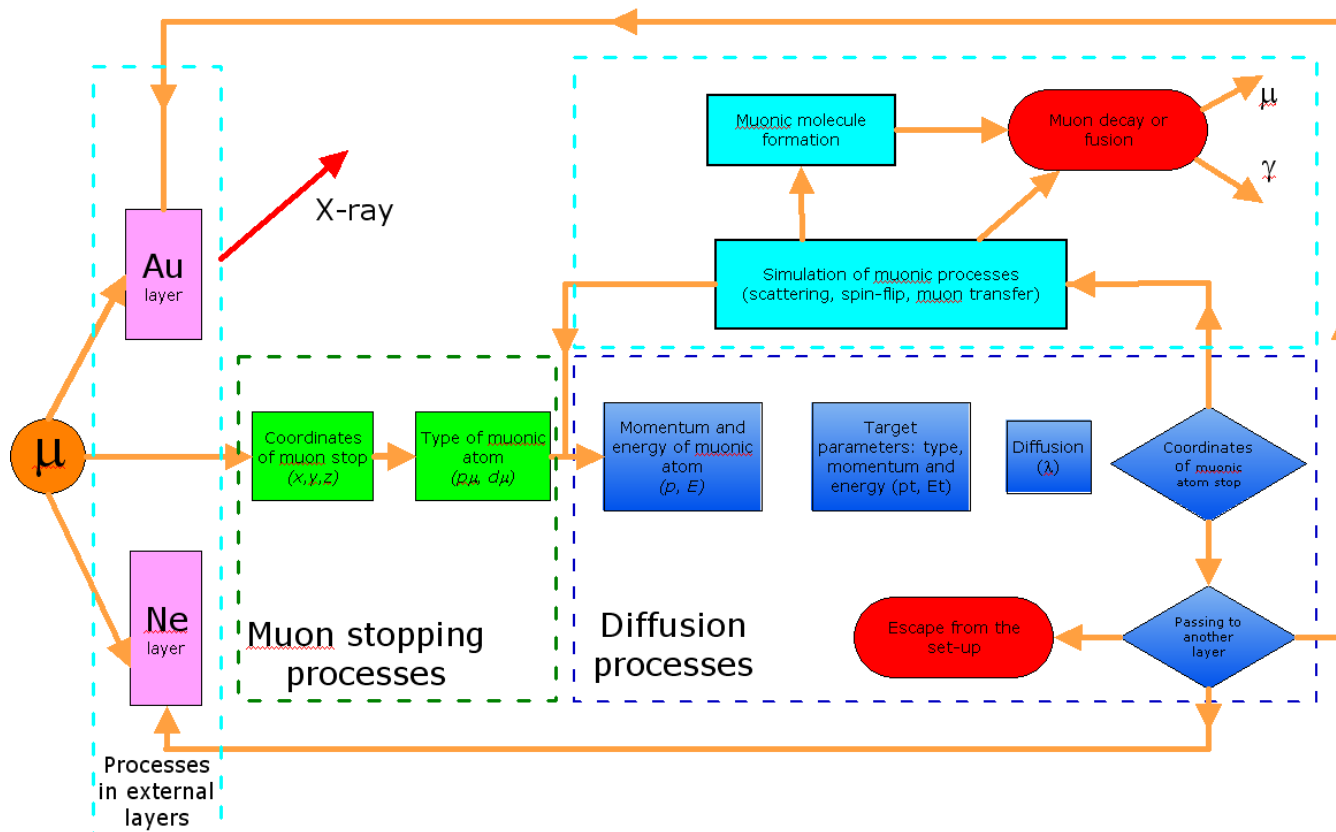 Muonic molecule
formation
Muon decay or
fusion
μ
γ
X-ray
Au
layer
Simulation of muonic processes
(scattering, spin-flip, muon transfer)
μ
Coordinates
of muon stop
(x,y,z)
Type of muonic
atom
(pμ, dμ)
Momentum and
energy of muonic
atom
(p, E)
Target
parameters: type,
momentum and
energy (pt, Et)
Diffusion
(λ)
Coordinates
of muonic
atom stop
Ne
layer
Muon stopping
processes
Diffusion
processes
Escape from the
set-up
Passing to
another
layer
Processes
in external
layers